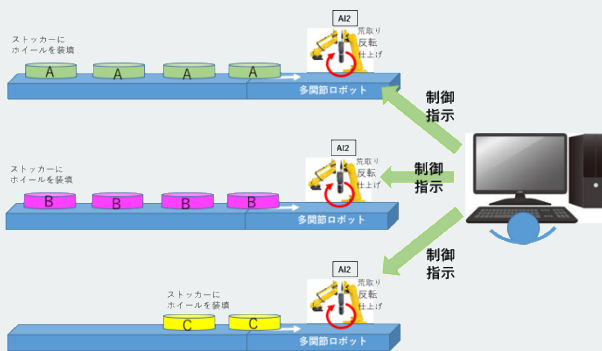 AI2
荒取り
反転
仕上げ
ストッカーに
ホイールを装填
A A A A
多関節ロボット
制御
指示
AI2
荒取り
反転
仕上げ
ストッカーに
ホイールを装填
B B B B
多関節ロボット
制御
指示
AI2
荒取り
反転
仕上げ
ストッカーに
ホイールを装填
C C
多関節ロボット
制御
指示